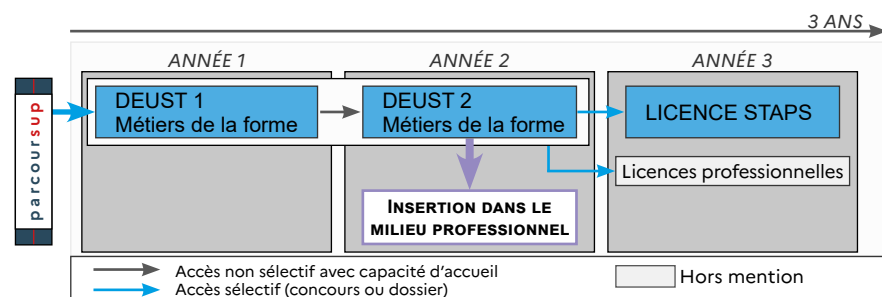 3 ANS
ANNÉE 1
ANNÉE 2
ANNÉE 3
parcoursup
DEUST 1
Métiers de la forme
DEUST 2
Métiers de la forme
LICENCE STAPS
Licences professionnelles
INSERTION DANS LE
MILIEU PROFESSIONNEL
Accès non sélectif avec capacité d'accueil
Accès sélectif (concours ou dossier)
Hors mention